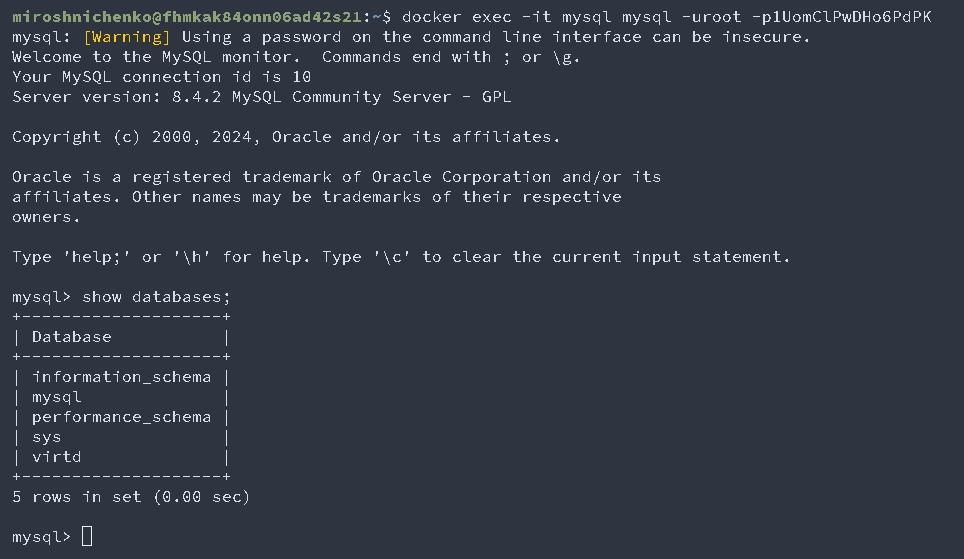 miroshnichenko@fhmkak84onn06ad42s21:~$ docker exec -it mysql mysql -uroot -p1UomClPwDHo6PdPK
mysql: [Warning] Using a password on the command line interface can be insecure.
Welcome to the MySQL monitor.  Commands end with ; or \g.
Your MySQL connection id is 10
Server version: 8.4.2 MySQL Community Server - GPL

Copyright (c) 2000, 2024, Oracle and/or its affiliates.

Oracle is a registered trademark of Oracle Corporation and/or its
affiliates. Other names may be trademarks of their respective
owners.

Type 'help;' or '\h' for help. Type '\c' to clear the current input statement.

mysql> show databases;
+--------------------+
| Database           |
+--------------------+
| information_schema |
| mysql              |
| performance_schema |
| sys                |
| virtd              |
+--------------------+
5 rows in set (0.00 sec)

mysql>